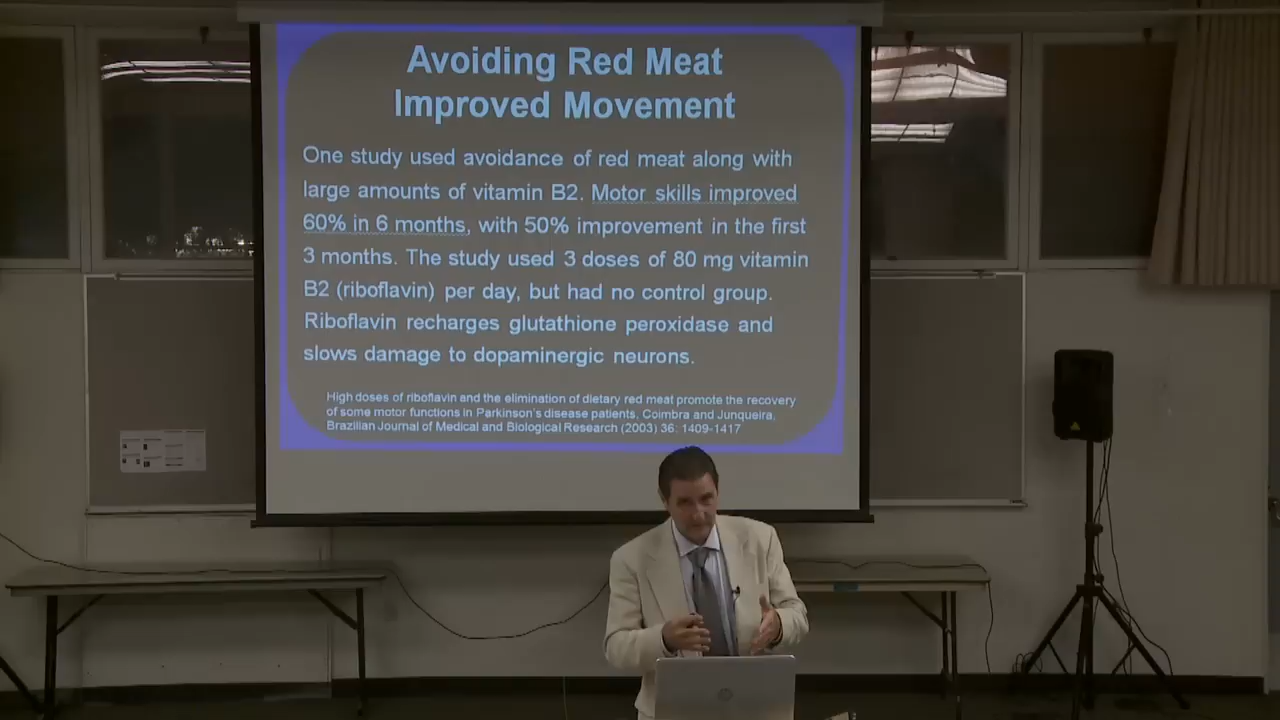 Avoiding Red Meat
Improved Movement
One study used avoidance of red meat along with
large amounts of vitamin B2. Motor skills improved
60% in 6 months, with 50% improvement in the first
3 months. The study used 3 doses of 80 mg vitamin
B2 (riboflavin) per day, but had no control group.
Riboflavin recharges glutathione peroxidase and
slows damage to dopaminergic neurons.
High doses of riboflavin and the elimination of dietary red meat promote the recovery
of some motor functions in Parkinson's disease patients, Coimbra and Junqueira,
Brazilian Journal of Medical and Biological Research (2003) 36: 1409-1417
hp